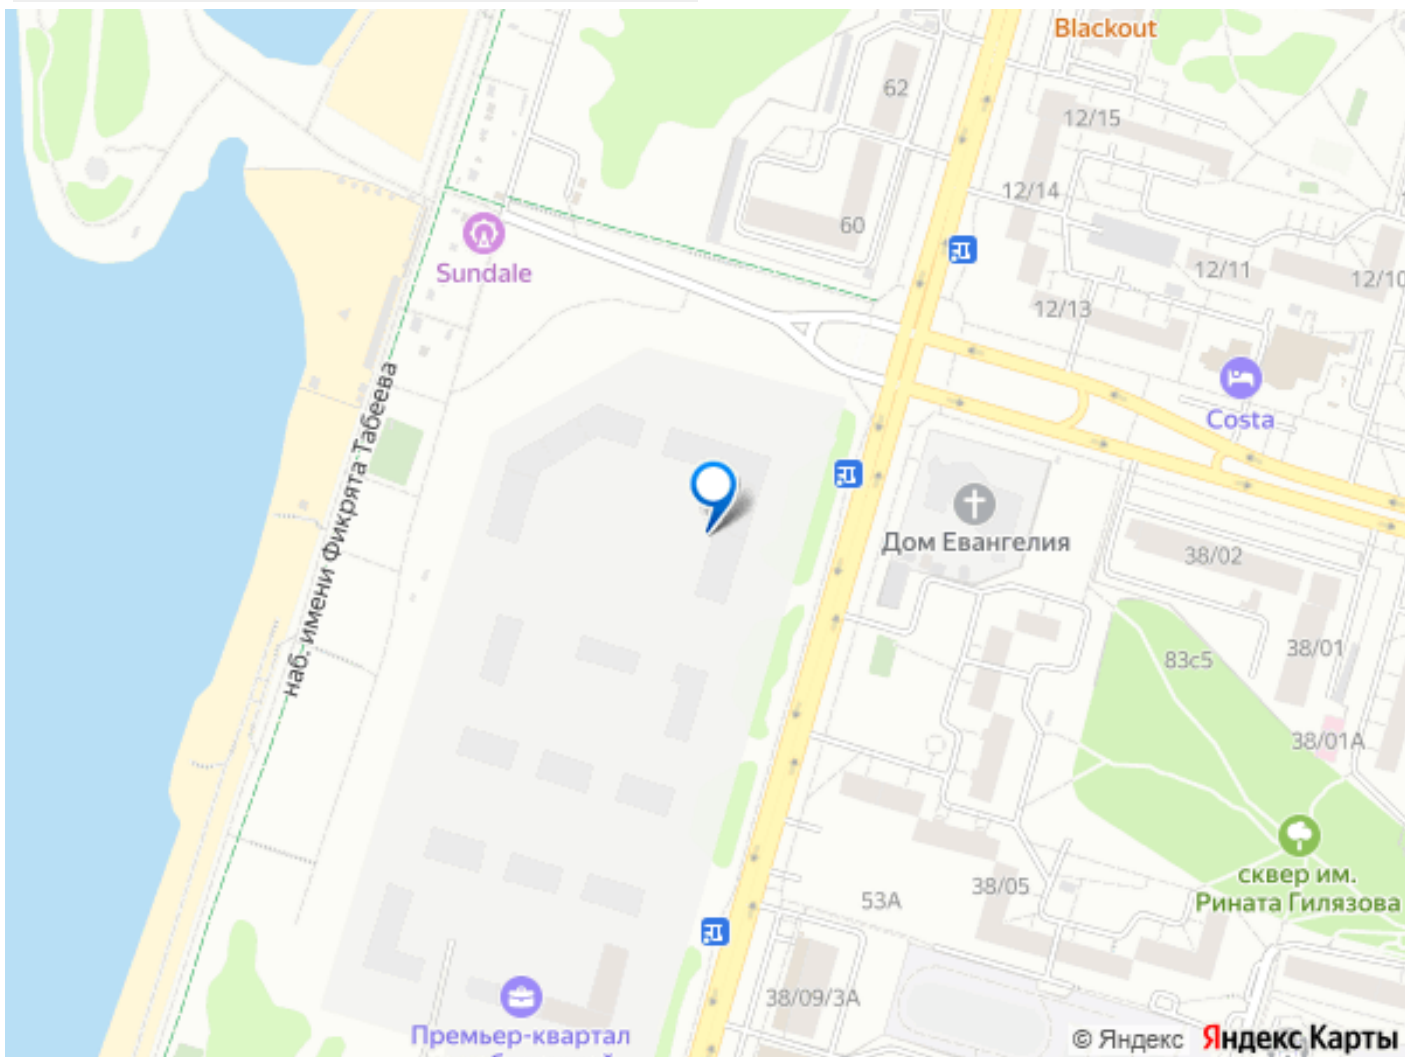 Blackout
62
12/15
12/14
60
Sundale
12/11
12/10
12/13
Costa
наб. имени Фикрята Табеева
Дом Евангелия
38/02
38/01
83с5
38/01А
сквер им.
Рината Гилязова
38/05
53А
38/09/3А
Премьер-квартал
© Яндекс Яндекс Карты